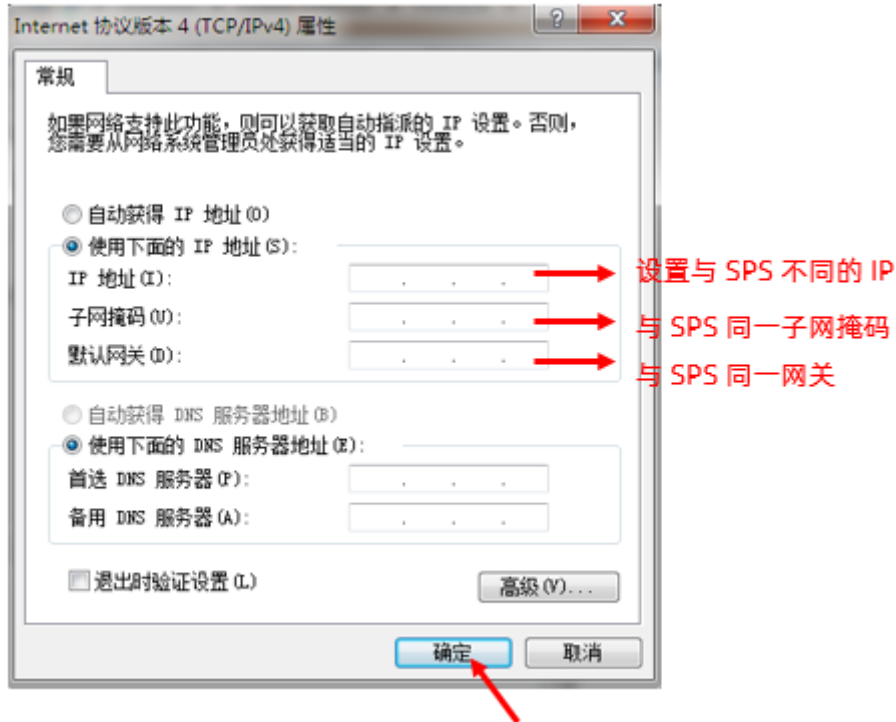 Internet 协议版本 4 (TCP/IPv4) 属性
常规
如果网络支持此功能，则可以获取自动指派的 IP 设置。否则，
您需要从网络系统管理员处获得适当的 IP 设置。
自动获得 IP 地址(O)
使用下面的 IP 地址(S):
IP 地址(I):
设置与 SPS 不同的 IP
子网掩码(U):
与 SPS 同一子网掩码
默认网关(D):
与 SPS 同一网关
自动获得 DNS 服务器地址(B)
使用下面的 DNS 服务器地址(E):
首选 DNS 服务器(P):
备用 DNS 服务器(A):
退出时验证设置(L)
高级(V)...
确定
取消